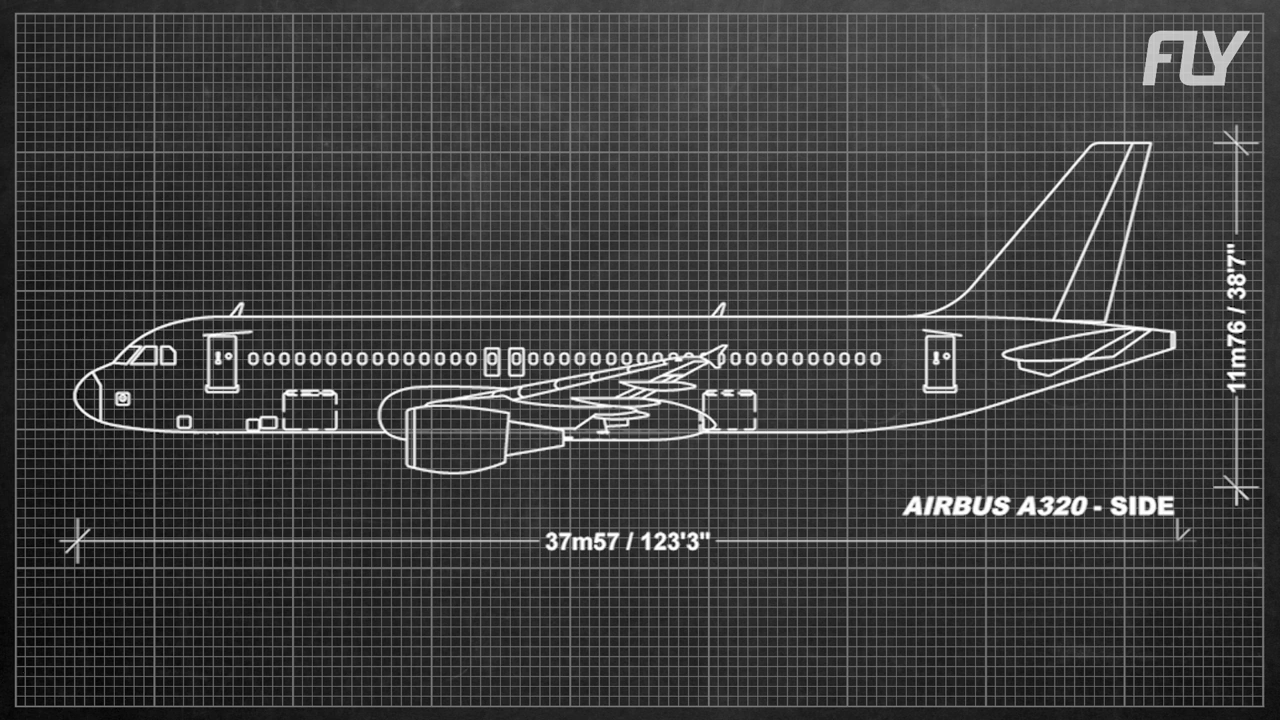 FLY
11m76 / 38'7"
AIRBUS A320 - SIDE
37m57 / 123'3"